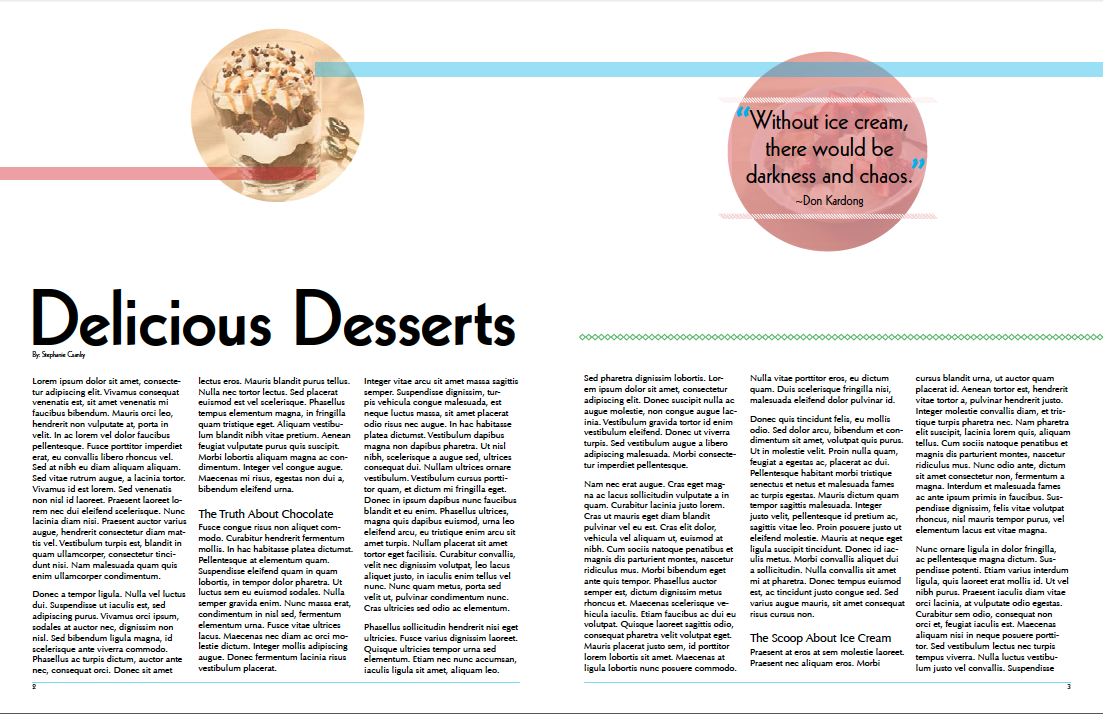 “Without ice cream,
there would be
darkness and chaos.”
~Don Kardong
Delicious Desserts
By: Stephanie
Lorem ipsum dolor sit amet, consecte-
tur adipiscing elit. Vivamus consequat
venenatis est, sit amet venenatis mi
faucibus bibendum. Mauris orci leo,
hendrerit non vulputate at, porta in
velit. In ac lorem vel dolor faucibus
pellentesque. Fusce porttitor imperdiet
erat, eu convallis libero rhoncus vel.
Sed at nibh eu diam aliquam aliquam.
Sed vitae rutrum augue, a lacinia tortor.
Vivamus id est lorem. Sed venenatis
non nisl id laoreet. Praesent laoreet lo-
rem nec dui eleifend scelerisque. Nunc
lacinia diam nisi. Praesent auctor varius
augue, hendrerit consectetur diam mat-
tis vel. Vestibulum turpis est, blandit in
quam ullamcorper, consectetur tinci-
dunt nisi. Nam malesuada quam quis
enim ullamcorper condimentum.
Donec a tempor ligula. Nulla vel luctus
dui. Suspendisse ut iaculis est, sed
adipiscing purus. Vivamus orci ipsum,
sodales at auctor nec, dignissim non
nisl. Sed bibendum ligula magna, id
scelerisque ante viverra commodo.
Phasellus ac turpis dictum, auctor ante
nec, consequat orci. Donec sit amet
lectus eros. Mauris blandit purus tellus.
Nulla nec tortor lectus. Sed placerat
euismod est vel scelerisque. Phasellus
tempus elementum magna, in fringilla
quam tristique eget. Aliquam vestibu-
lum blandit nibh vitae pretium. Aenean
feugiat vulputate purus quis suscipit.
Morbi lobortis aliquam magna ac con-
dimentum. Integer vel congue augue.
Maecenas mi risus, egestas non dui a,
bibendum eleifend urna.
The Truth About Chocolate
Fusce congue risus non aliquet com-
modo. Curabitur hendrerit fermentum
mollis. In hac habitasse platea dictumst.
Pellentesque at elementum quam.
Suspendisse eleifend quam in quam
lobortis, in tempor dolor pharetra. Ut
luctus sem eu euismod sodales. Nulla
semper gravida enim. Nunc massa erat,
condimentum in nisl sed, fermentum
elementum urna. Fusce vitae ultrices
lacus. Maecenas nec diam ac orci mo-
lestie dictum. Integer mollis adipiscing
augue. Donec fermentum lacinia risus
vestibulum placerat.
Integer vitae arcu sit amet massa sagittis
semper. Suspendisse dignissim, tur-
pis vehicula congue malesuada, est
neque luctus massa, sit amet placerat
odio risus nec augue. In hac habitasse
platea dictumst. Vestibulum dapibus
magna non dapibus pharetra. Ut nisl
nibh, scelerisque a augue sed, ultrices
consequat dui. Nullam ultrices ornare
vestibulum. Vestibulum cursus portti-
tor quam, et dictum mi fringilla eget.
Donec in ipsum dapibus nunc faucibus
blandit et eu enim. Phasellus ultrices,
magna quis dapibus euismod, urna leo
eleifend arcu, eu tristique enim arcu sit
amet turpis. Nullam placerat sit amet
tortor eget facilisis. Curabitur convallis,
velit nec dignissim volutpat, leo lacus
aliquet justo, in iaculis enim tellus vel
nunc. Nunc quam metus, porta sed
velit ut, pulvinar condimentum nunc.
Cras ultricies sed odio ac elementum.
Phasellus sollicitudin hendrerit nisi eget
ultricies. Fusce varius dignissim laoreet.
Quisque ultricies tempor urna sed
elementum. Etiam nec nunc accumsan,
iaculis ligula sit amet, aliquam leo.
2
Sed pharetra dignissim lobortis. Lor-
em ipsum dolor sit amet, consectetur
adipiscing elit. Donec suscipit nulla ac
augue molestie, non congue augue lac-
inia. Vestibulum gravida tortor id enim
vestibulum eleifend. Donec ut viverra
turpis. Sed vestibulum augue a libero
adipiscing malesuada. Morbi consecte-
tur imperdiet pellentesque.
Nam nec erat augue. Cras eget mag-
na ac lacus sollicitudin vulputate a in
quam. Curabitur lacinia justo lorem.
Cras ut mauris eget diam blandit
pulvinar vel eu est. Cras elit dolor,
vehicula vel aliquam ut, euismod at
nibh. Cum sociis natoque penatibus et
magnis dis parturient montes, nascetur
ridiculus mus. Morbi bibendum eget
ante quis tempor. Phasellus auctor
semper est, dictum dignissim metus
rhoncus et. Maecenas scelerisque ve-
hicula iaculis. Etiam faucibus ac dui eu
volutpat. Quisque laoreet sagittis odio,
consequat pharetra velit volutpat eget.
Mauris placerat justo sem, id porttitor
lorem lobortis sit amet. Maecenas at
ligula lobortis nunc posuere commodo.
Nulla vitae porttitor eros, eu dictum
quam. Duis scelerisque fringilla nisi,
malesuada eleifend dolor pulvinar id.
Donec quis tincidunt felis, eu mollis
odio. Sed dolor arcu, bibendum et con-
dimentum sit amet, volutpat quis purus.
Ut in molestie velit. Proin nulla quam,
feugiat a egestas ac, placerat ac dui.
Pellentesque habitant morbi tristique
senectus et netus et malesuada fames
ac turpis egestas. Mauris dictum quam
tempor sagittis malesuada. Integer
justo velit, pellentesque id pretium ac,
sagittis vitae leo. Proin posuere justo ut
eleifend molestie. Mauris at neque eget
ligula suscipit tincidunt. Donec id iac-
ulis metus. Morbi convallis aliquet dui
a sollicitudin. Nulla convallis sit amet
mi at pharetra. Donec tempus euismod
est, ac tincidunt justo congue sed. Sed
varius augue mauris, sit amet consequat
risus cursus non.
The Scoop About Ice Cream
Praesent at eros at sem molestie laoreet.
Praesent nec aliquam eros. Morbi
cursus blandit urna, ut auctor quam
placerat id. Aenean tortor est, hendrerit
vitae tortor a, pulvinar hendrerit justo.
Integer molestie convallis diam, et tris-
tique turpis pharetra nec. Nam pharetra
elit suscipit, lacinia lorem quis, aliquam
tellus. Cum sociis natoque penatibus et
magnis dis parturient montes, nascetur
ridiculus mus. Nunc odio ante, dictum
sit amet consectetur non, fermentum a
magna. Interdum et malesuada fames
ac ante ipsum primis in faucibus. Sus-
pendisse dignissim, felis vitae volutpat
rhoncus, nisl mauris tempor purus, vel
elementum lacus est vitae magna.
Nunc ornare ligula in dolor fringilla,
ac pellentesque magna dictum. Sus-
pendisse potenti. Etiam varius interdum
ligula, quis laoreet erat mollis id. Ut vel
nibh. Praesent iaculis diam vitae
orci lacinia, at vulputate odio egestas.
Curabitur sem odio, consequat non
orci et, feugiat iaculis est. Maecenas
aliquam nisi in neque posuere portti-
tor. Sed vestibulum lectus nec turpis
tempus viverra. Nulla luctus vestibu-
lum justo vel convallis. Suspendisse
3